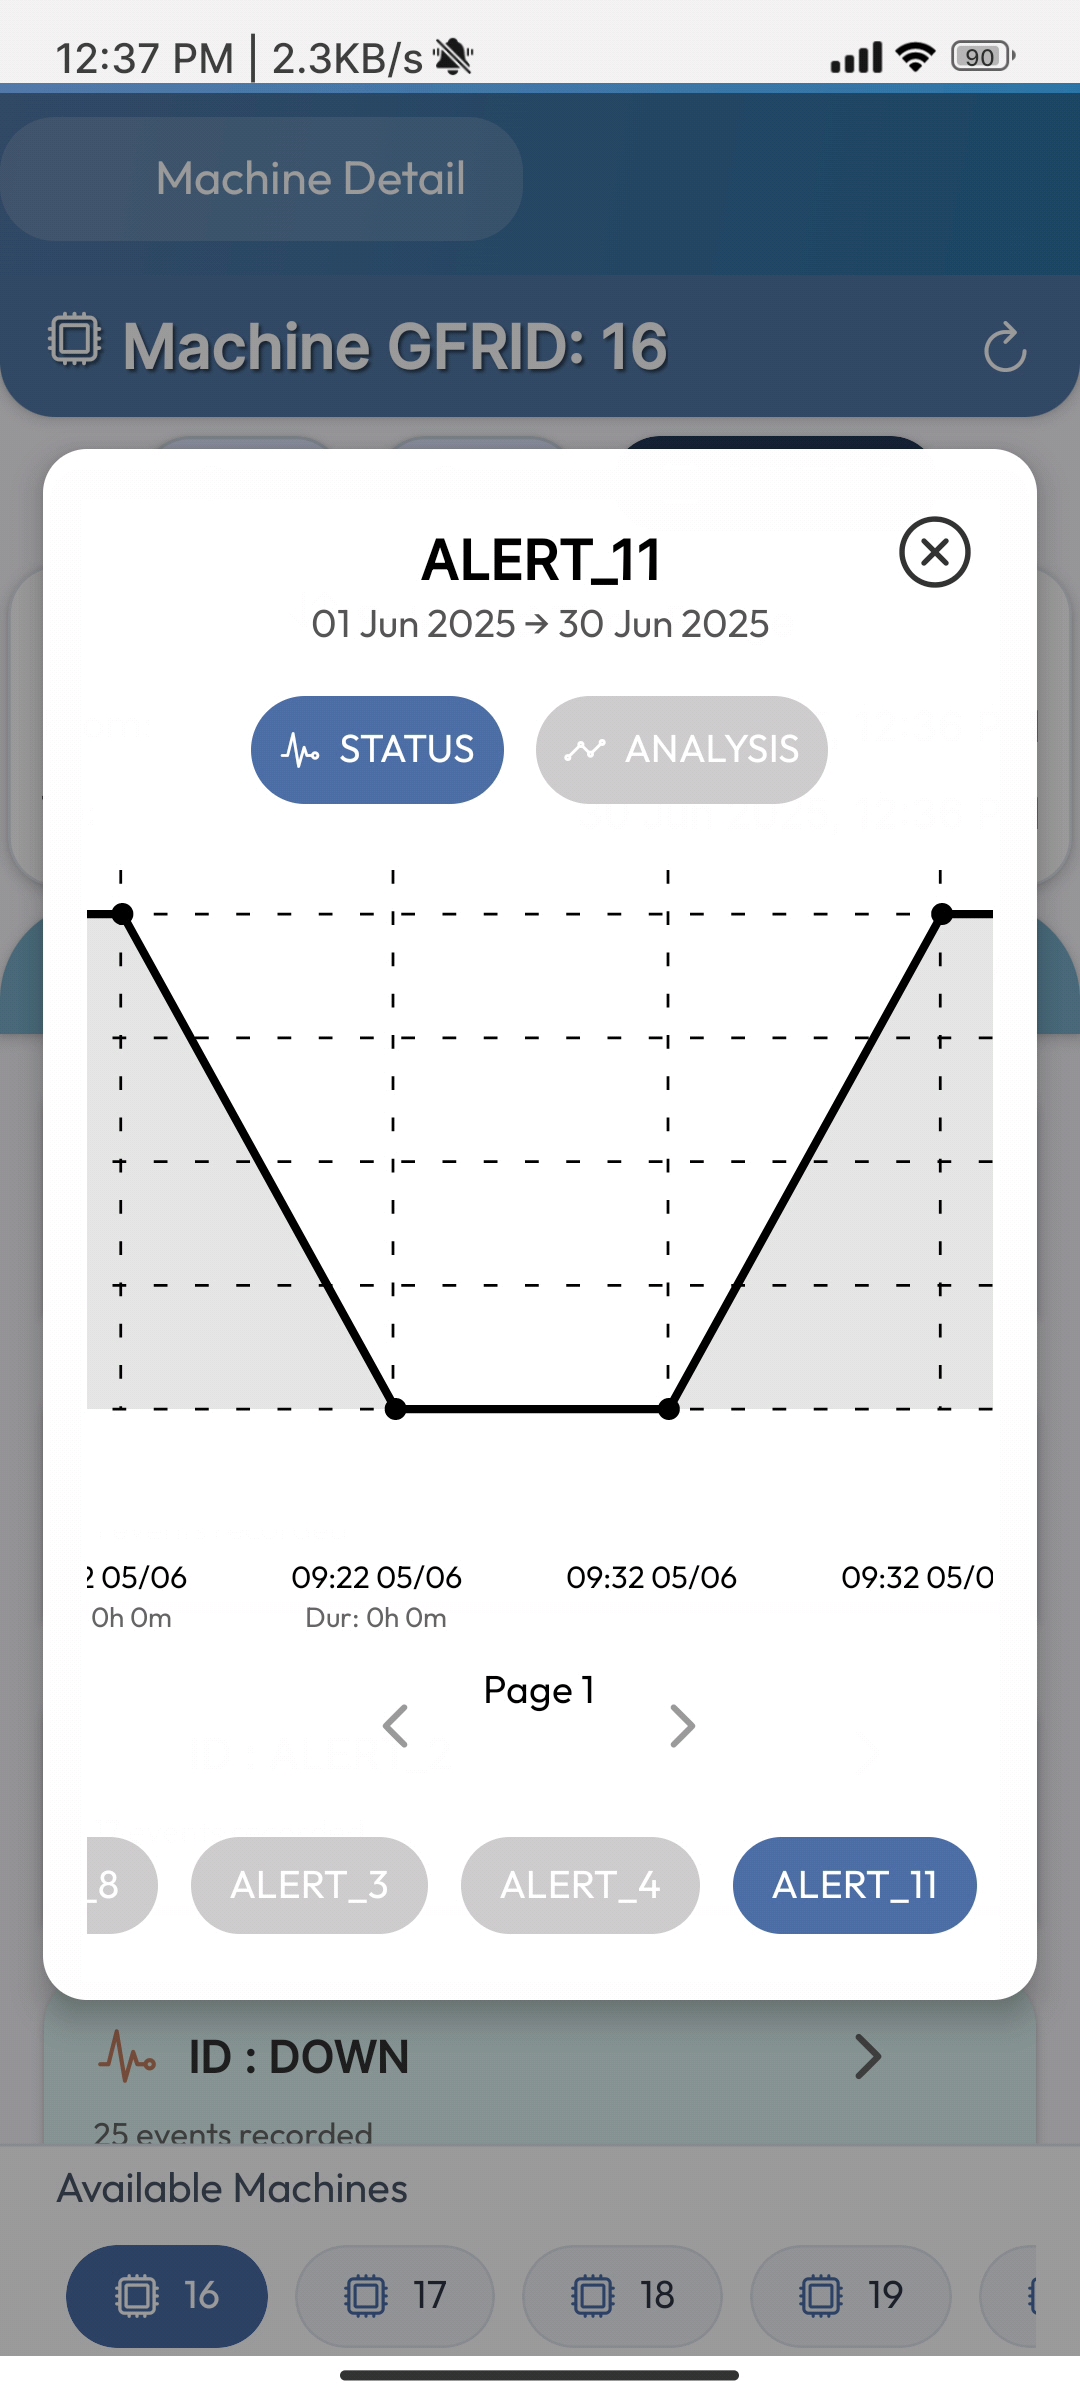 12:37 PM | 2.3KB/s
90
Machine Detail
Machine GFRID: 16
ALERT_11
01 Jun 2025 → 30 Jun 2025
STATUS
ANALYSIS
2 05/06
09:22 05/06
09:32 05/06
09:32 05/0
0h 0m
Dur: 0h 0m
Page 1
_8
ALERT_3
ALERT_4
ALERT_11
ID : DOWN
25 events recorded
Available Machines
16
17
18
19